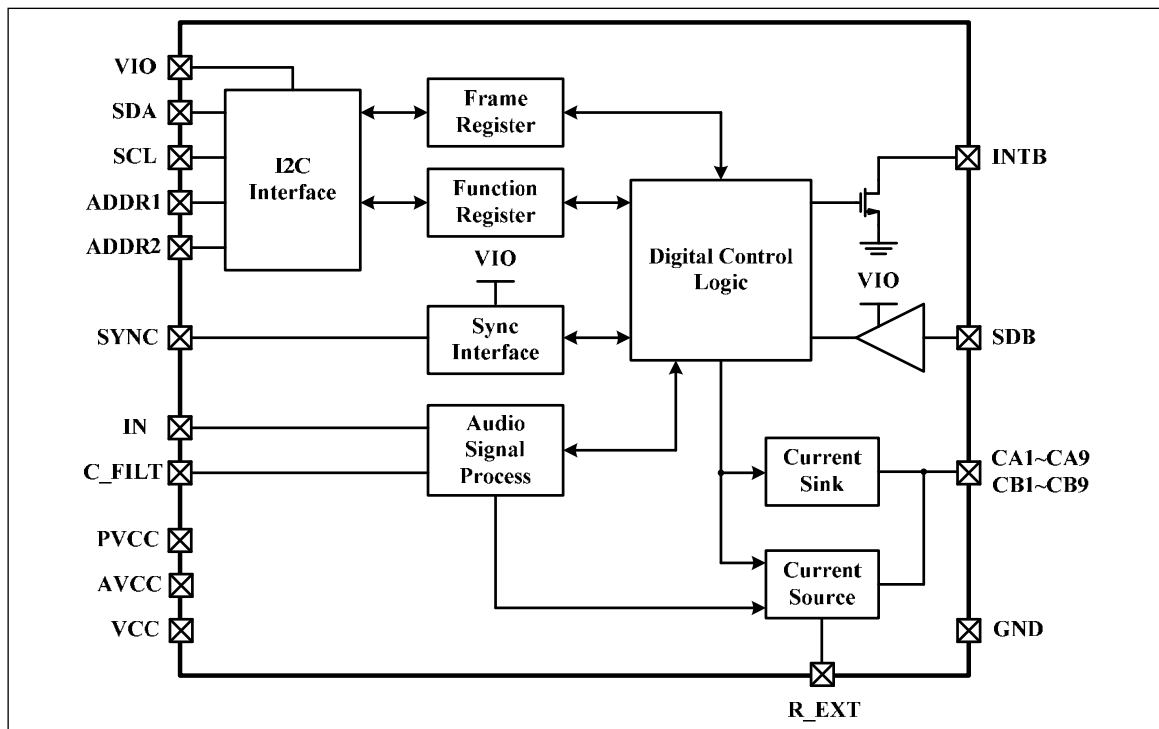 VIO
SDA
SCL
ADDR1
ADDR2
SYNC
IN
C_FILT
PVCC
AVCC
VCC
I2C
Interface
Frame
Register
Function
Register
VIO
Sync
Interface
Audio
Signal
Process
Digital Control
Logic
VIO
Current
Sink
Current
Source
INTB
SDB
CA1~CA9
CB1~CB9
GND
R_EXT